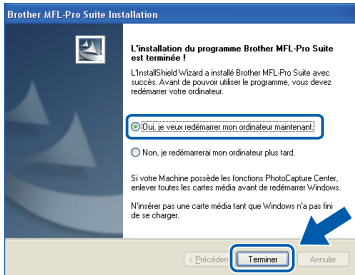 Brother MFL-Pro Suite Installation
L'installation du programme Brother MFL-Pro Suite
est terminée !
L'InstallShield Wizard a installé Brother MFL-Pro Suite avec
succès. Avant de pouvoir utiliser le programme, vous devez
redémarrer votre ordinateur.
Oui, je veux redémarrer mon ordinateur maintenant.
Non, je redémarrerai mon ordinateur plus tard.
Si votre Machine possède les fonctions PhotoCapture Center,
enlever toutes les cartes média avant de redémarrer Windows.
N'insérer pas une carte média tant que Windows n'a pas fini
de se charger.
< Précéden Terminer Annuler